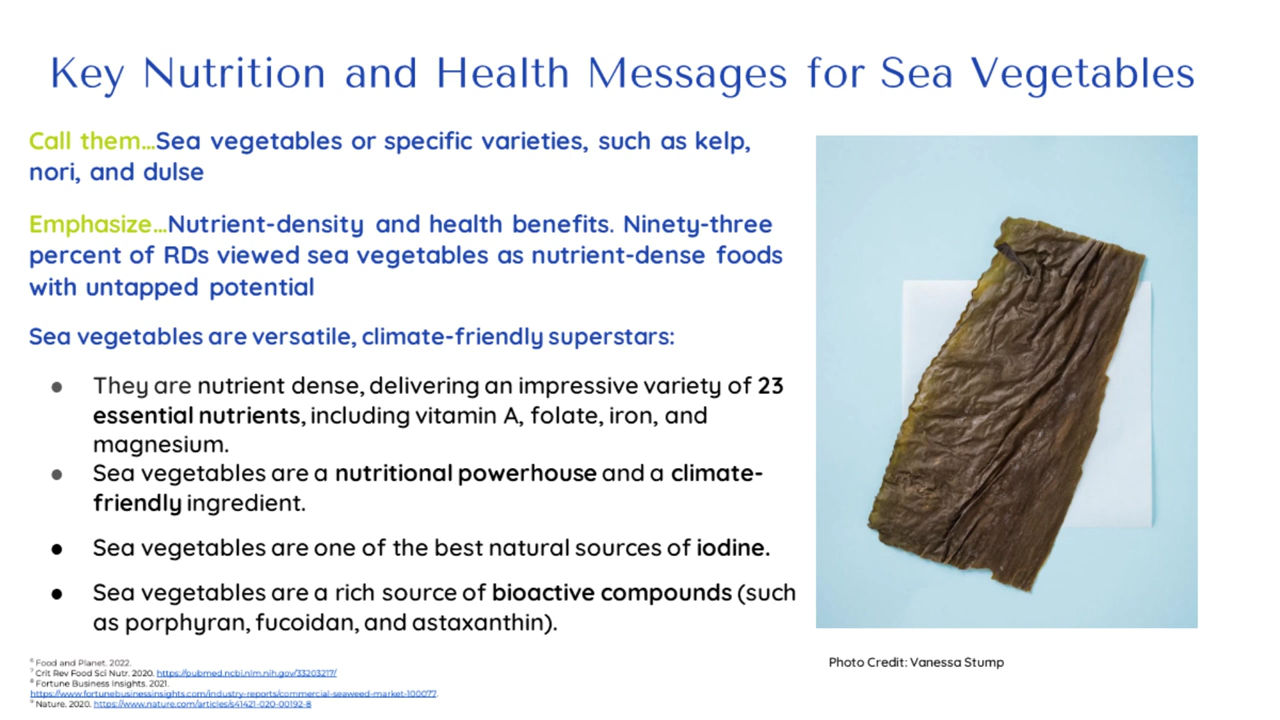 Key Nutrition and Health Messages for Sea Vegetables
Call them…Sea vegetables or specific varieties, such as kelp,
nori, and dulse
Emphasize…Nutrient-density and health benefits. Ninety-three
percent of RDs viewed sea vegetables as nutrient-dense foods
with untapped potential
Sea vegetables are versatile, climate-friendly superstars:
● They are nutrient dense, delivering an impressive variety of 23
essential nutrients, including vitamin A, folate, iron, and
magnesium.
● Sea vegetables are a nutritional powerhouse and a climate-
friendly ingredient.
● Sea vegetables are one of the best natural sources of iodine.
● Sea vegetables are a rich source of bioactive compounds (such
as porphyran, fucoidan, and astaxanthin).
⁶ Food and Planet. 2022.
⁷ Crit Rev Food Sci Nutr. 2020. https://pubmed.ncbi.nlm.nih.gov/33203217/
⁸ Fortune Business Insights. 2021.
https://www.fortunebusinessinsights.com/industry-reports/commercial-seaweed-market-100077.
⁹ Nature. 2020. https://www.nature.com/articles/s41421-020-00192-8
Photo Credit: Vanessa Stump